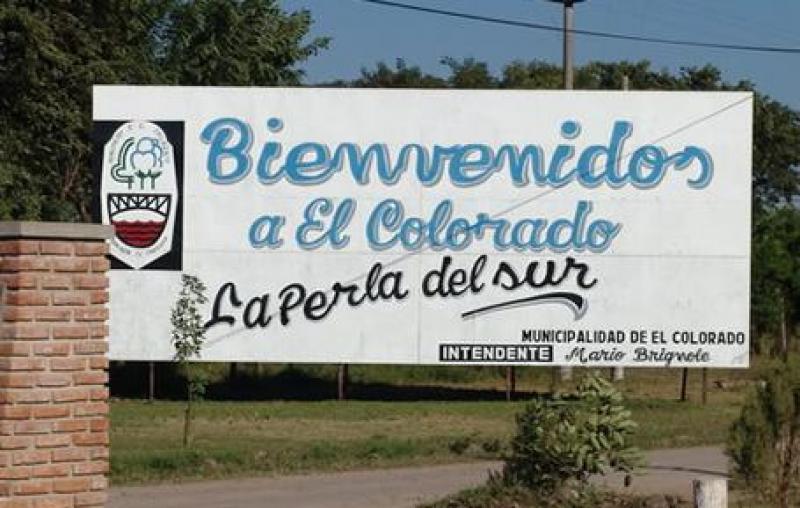 Bienvenidos
a El Colorado
La Perla del sur
MUNICIPALIDAD DE EL COLORADO
INTENDENTE Mario Brignole